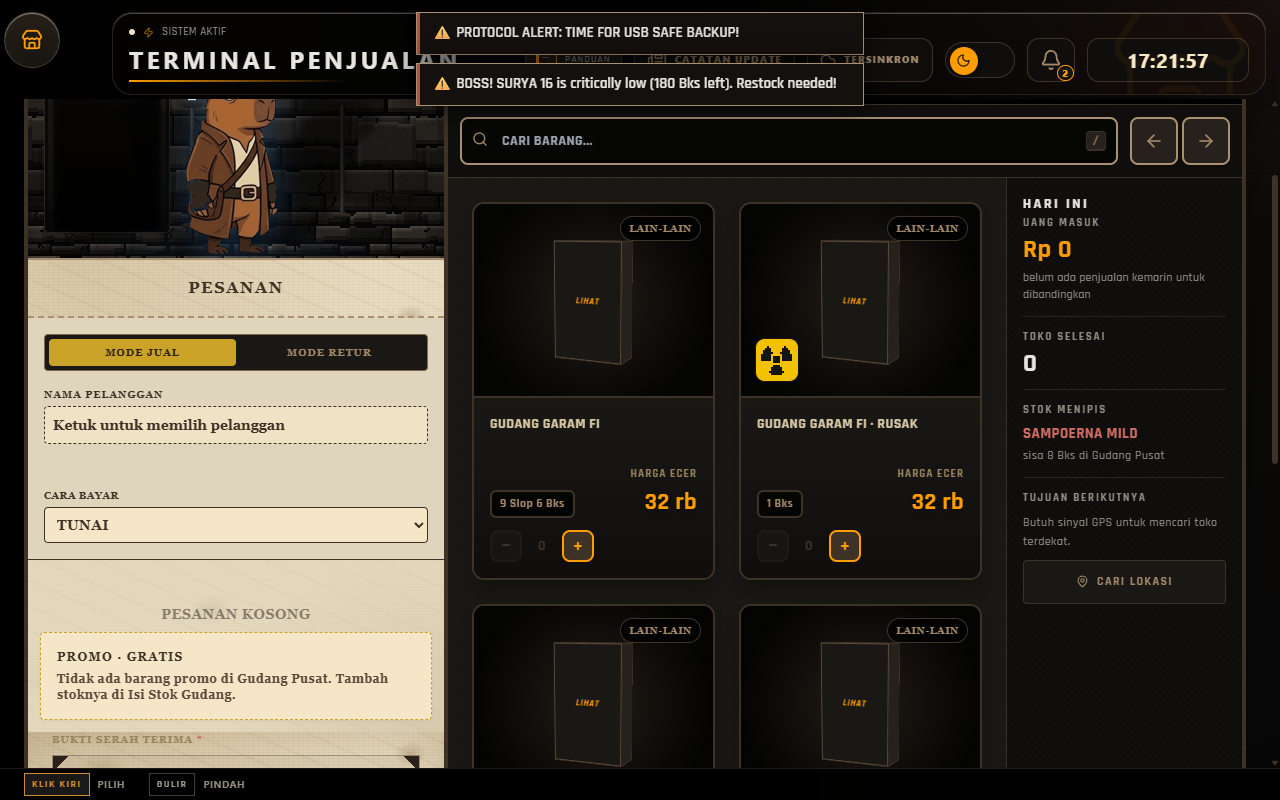 SISTEM AKTIF
TERMINAL PENJUALAN
PROTOCOL ALERT: TIME FOR USB SAFE BACKUP!
PANDUAN
CATATAN UPDATE
TERSINKRON
2
17:21:57
BOSS! SURYA 16 is critically low (180 Bks left). Restock needed!
CARI BARANG...
/
PESANAN
MODE JUAL
MODE RETUR
NAMA PELANGGAN
Ketuk untuk memilih pelanggan
CARA BAYAR
TUNAI
PESANAN KOSONG
PROMO · GRATIS
Tidak ada barang promo di Gudang Pusat. Tambah
stoknya di Isi Stok Gudang.
BUKTI SERAH TERIMA *
LAIN-LAIN
LIHAT
GUDANG GARAM FI
HARGA ECER
9 Slop 6 Bks
32 rb
−
0
+
LAIN-LAIN
LIHAT
GUDANG GARAM FI · RUSAK
HARGA ECER
1 Bks
32 rb
−
0
+
LAIN-LAIN
LIHAT
LAIN-LAIN
LIHAT
HARI INI
UANG MASUK
Rp 0
belum ada penjualan kemarin untuk
dibandingkan
TOKO SELESAI
0
STOK MENIPIS
SAMPOERNA MILD
sisa 8 Bks di Gudang Pusat
TUJUAN BERIKUTNYA
Butuh sinyal GPS untuk mencari toko
terdekat.
CARI LOKASI
KLIK KIRI
PILIH
GULIR
PINDAH